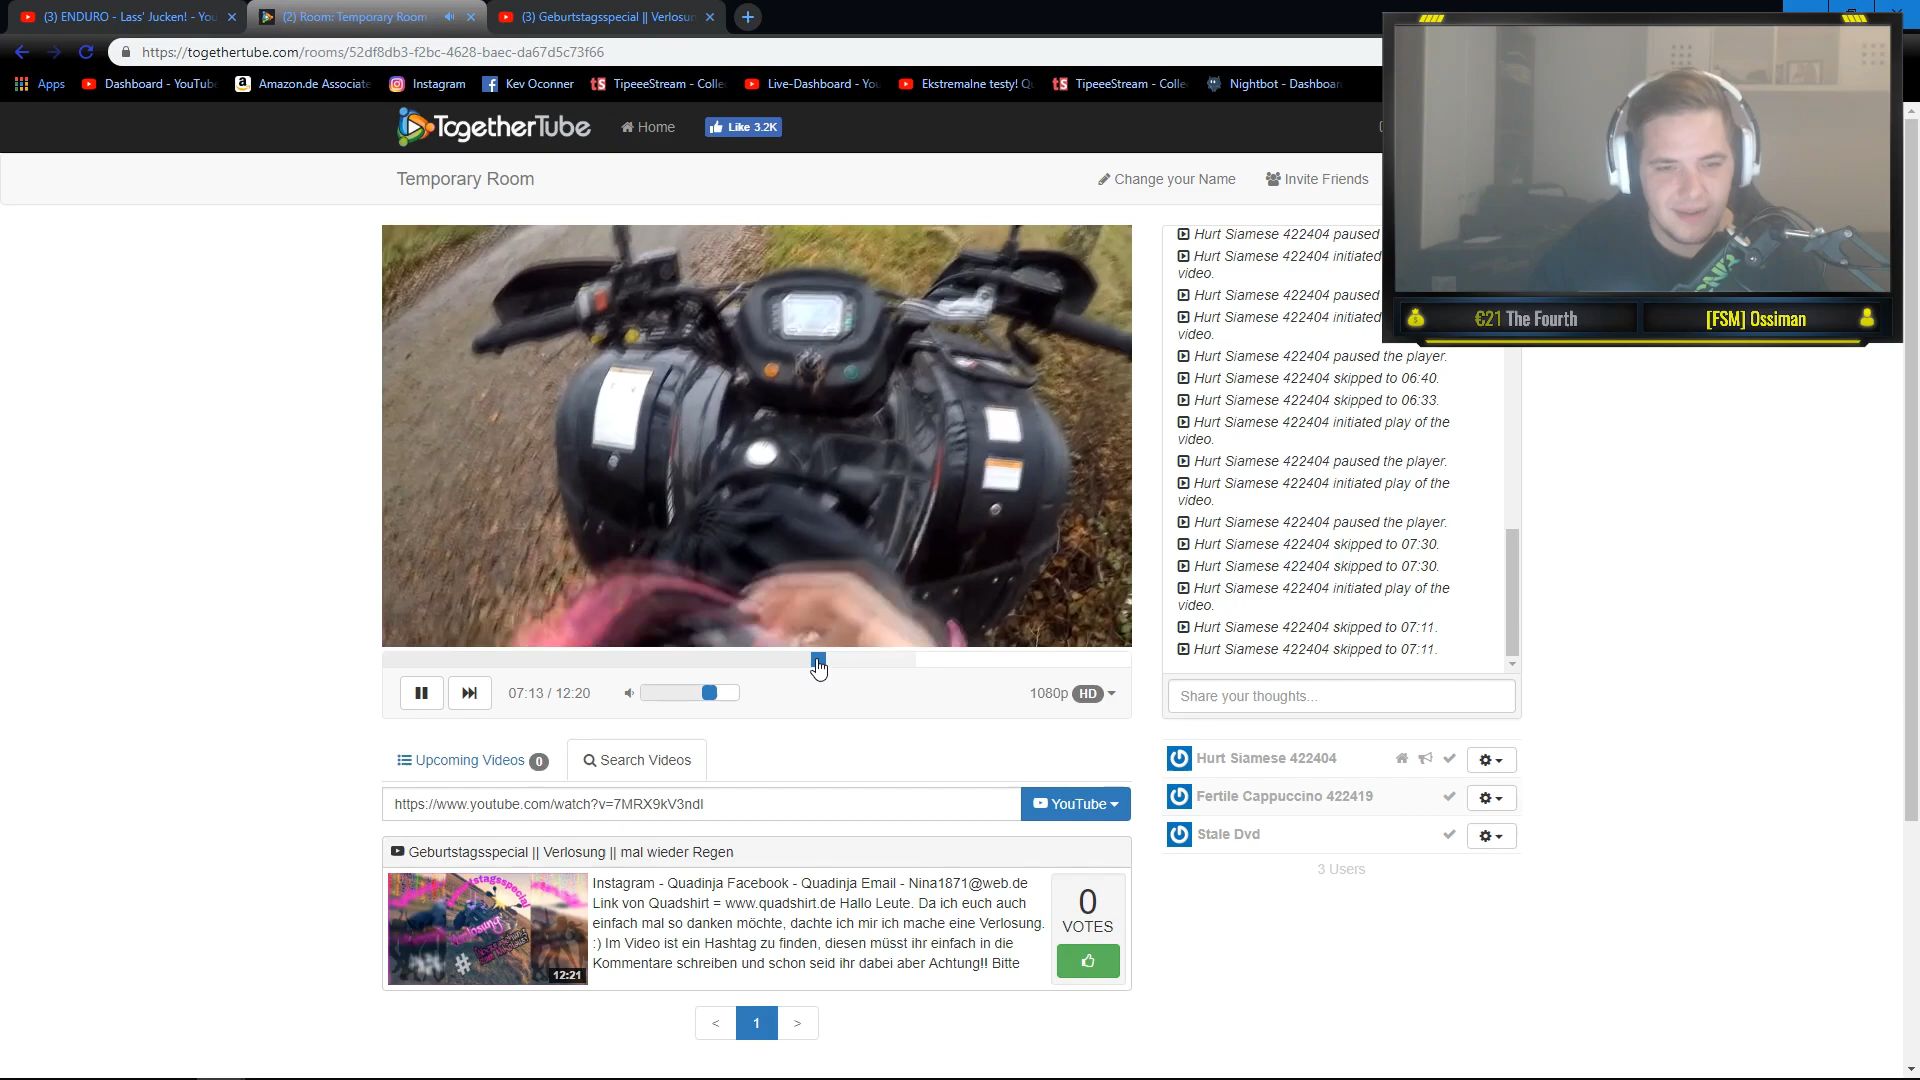 (3) ENDURO - Lass' Jucken! - You
(2) Room: Temporary Room
(3) Geburtstagsspecial || Verlosun
https://togethertube.com/rooms/52df8db3-f2bc-4628-baec-da67d5c73f66
Apps
Dashboard - YouTube
Amazon.de Associate
Instagram
Kev Oconner
TipeeeStream - Colle
Live-Dashboard - You
Ekstremalne testy! Qu
TipeeeStream - Colle
Nightbot - Dashboar
TogetherTube
Home
Like 3.2K
Temporary Room
Change your Name
Invite Friends
€21 The Fourth
[FSM] Ossiman
Hurt Siamese 422404 paused
Hurt Siamese 422404 initiated
video.
Hurt Siamese 422404 paused
Hurt Siamese 422404 initiated
video.
Hurt Siamese 422404 paused the player.
Hurt Siamese 422404 skipped to 06:40.
Hurt Siamese 422404 skipped to 06:33.
Hurt Siamese 422404 initiated play of the
video.
Hurt Siamese 422404 paused the player.
Hurt Siamese 422404 initiated play of the
video.
Hurt Siamese 422404 paused the player.
Hurt Siamese 422404 skipped to 07:30.
Hurt Siamese 422404 skipped to 07:30.
Hurt Siamese 422404 initiated play of the
video.
Hurt Siamese 422404 skipped to 07:11.
Hurt Siamese 422404 skipped to 07:11.
07:13 / 12:20
1080p HD
Share your thoughts...
Upcoming Videos 0
Search Videos
https://www.youtube.com/watch?v=7MRX9kV3ndI
YouTube
Hurt Siamese 422404
Fertile Cappuccino 422419
Stale Dvd
3 Users
Geburtstagsspecial || Verlosung || mal wieder Regen
Instagram - Quadinja Facebook - Quadinja Email - Nina1871@web.de
Link von Quadshirt = www.quadshirt.de Hallo Leute. Da ich euch auch
einfach mal so danken möchte, dachte ich mir ich mache eine Verlosung.
:) Im Video ist ein Hashtag zu finden, diesen müsst ihr einfach in die
Kommentare schreiben und schon seid ihr dabei aber Achtung!! Bitte
Verlosung
#
12:21
0
VOTES
< 1 >